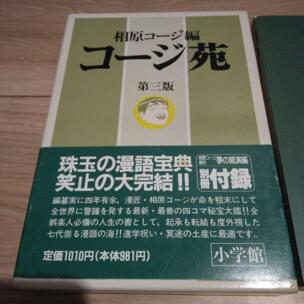 相原コージ編
コージ苑
第三版
珠玉の漫語宝典
笑止の大完結!!
別冊
付録
編纂実に四年有余、漫匠・相原コージが命を粗末にして
全世界に警鐘を発する最新・最善の四コマ秘宝大鑑!!全
娯楽人必備の人生の書として、起承も転結も度外視した
七代祟る漫語の海!!進学祝い・冥途の土産に最適です。
定価1010円(本体981円)
小学館